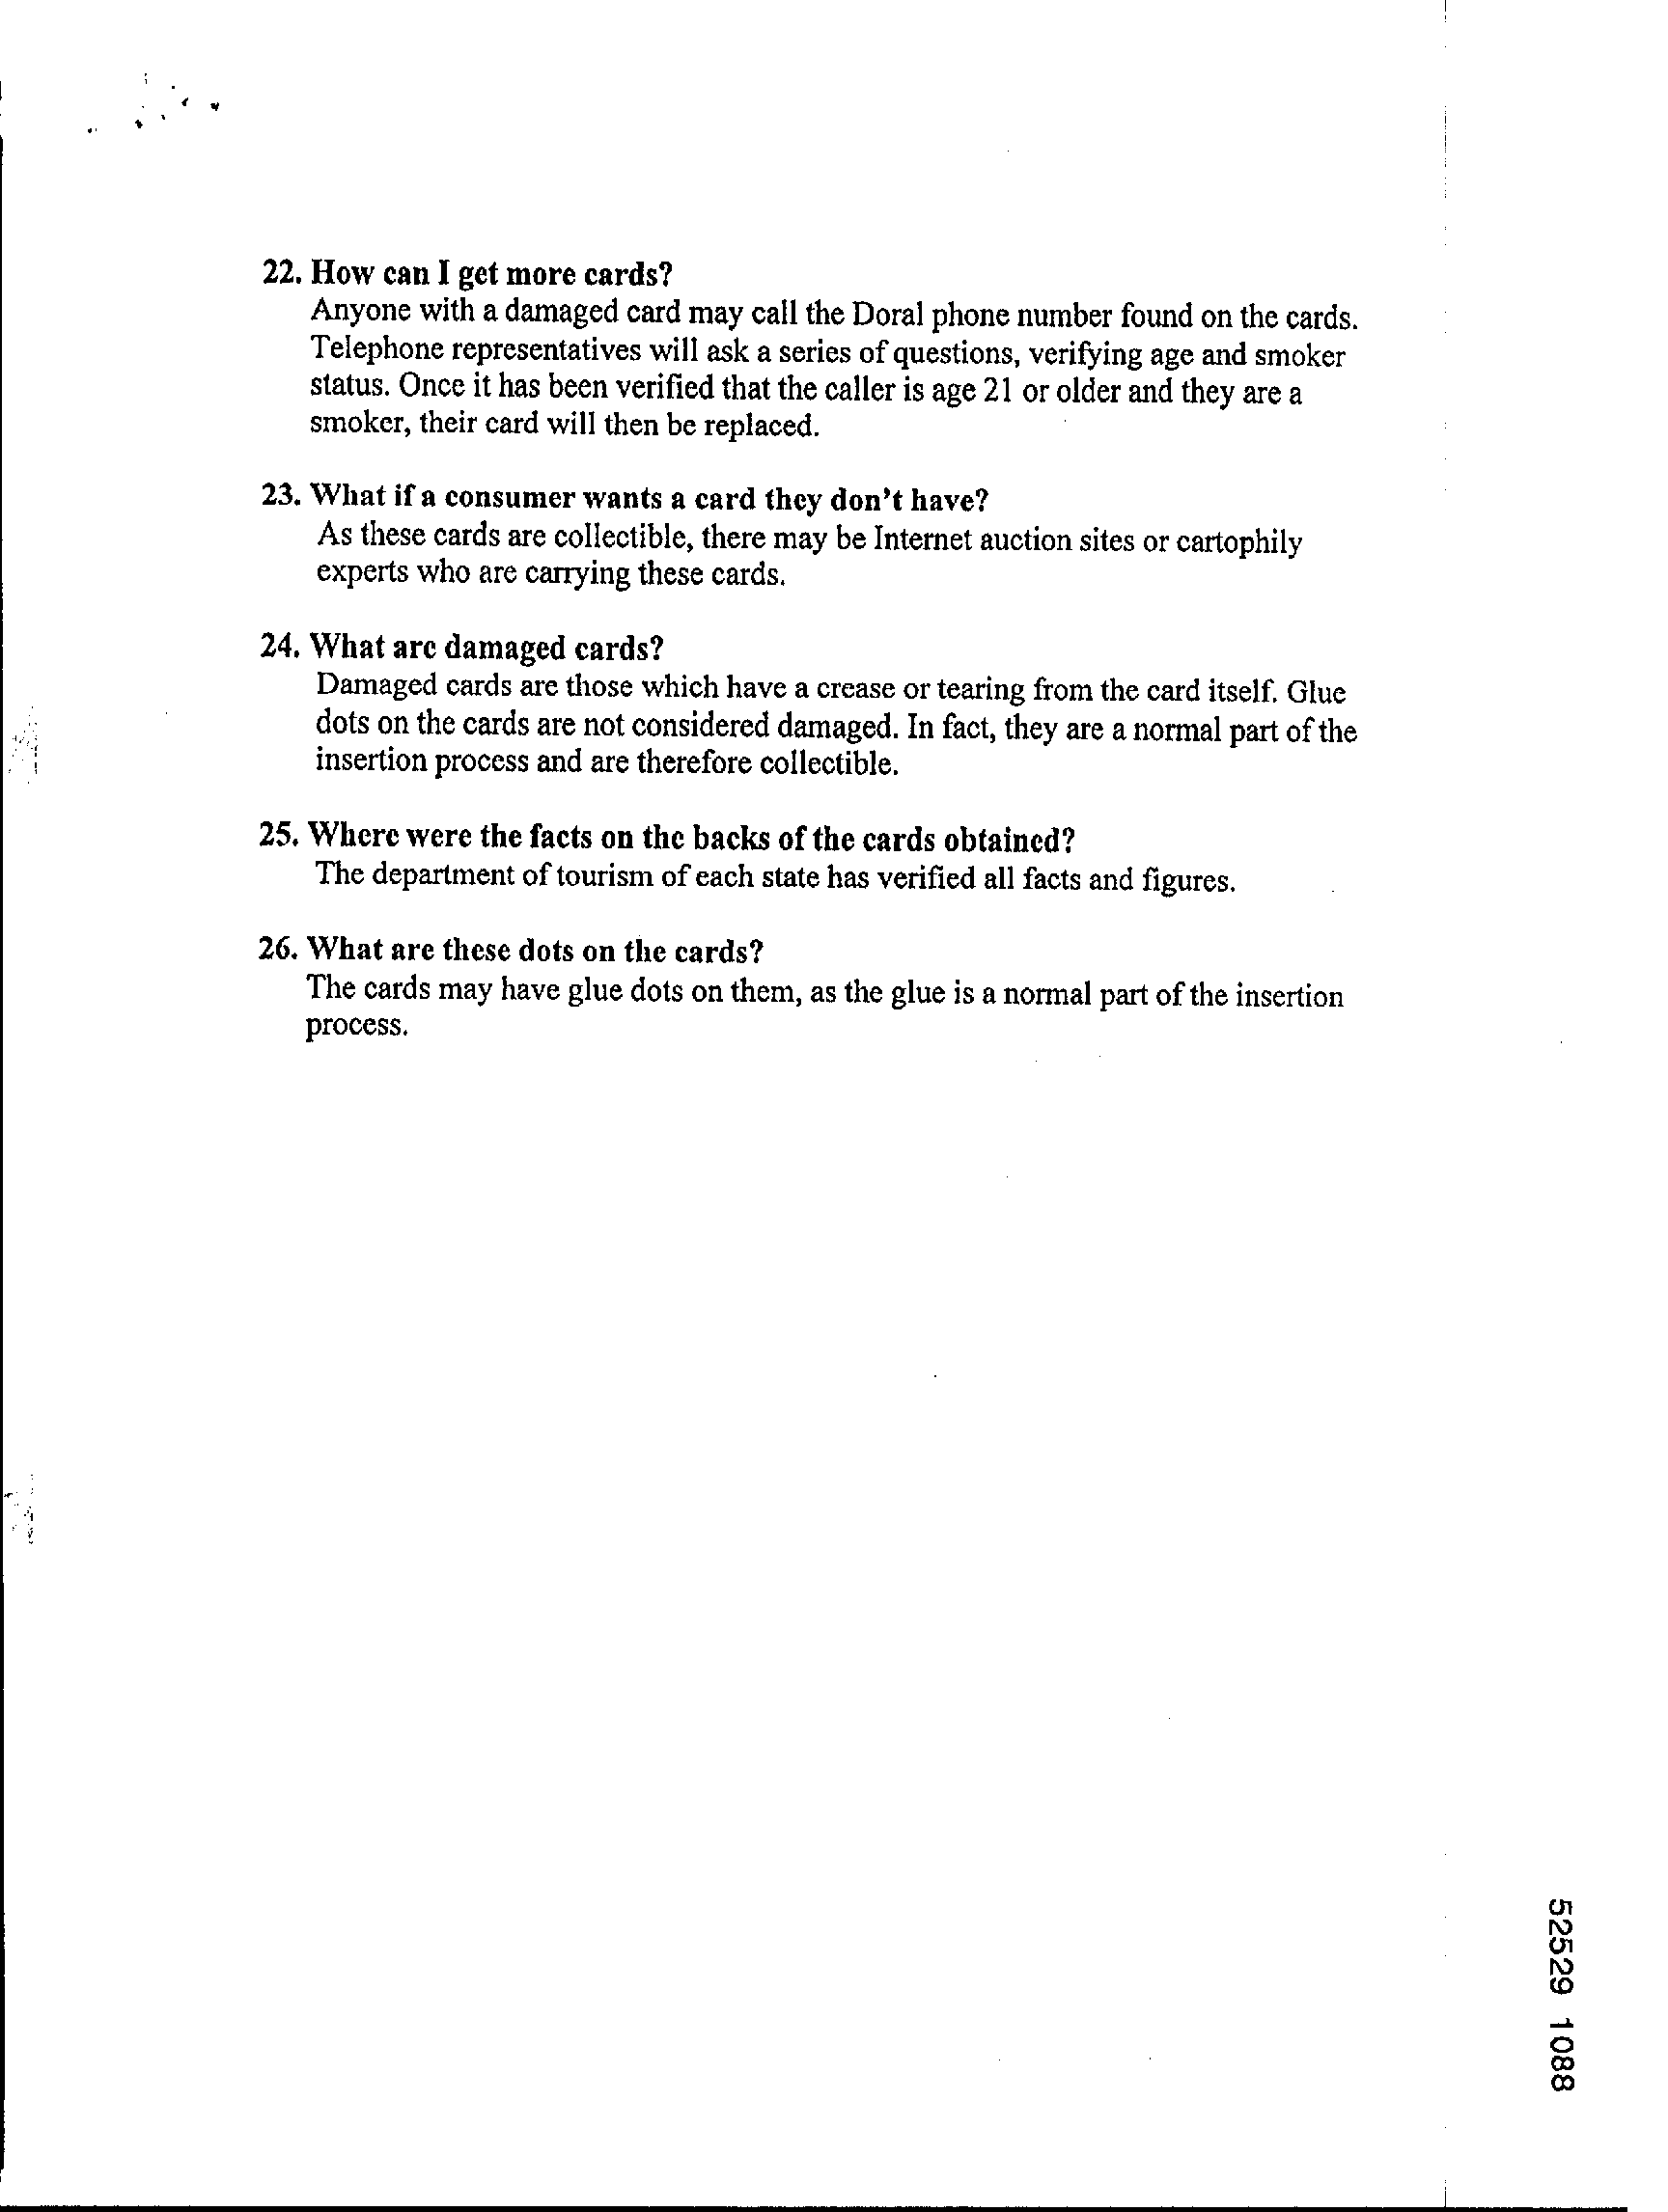 22. How can I get more cards?
Anyone with a damaged card may call the Doral phone number found on the cards.
Telephone representatives will ask a series of questions, verifying age and smoker
status. Once it has been verified that the caller is age 21 or older and they are a
smoker, their card will then be replaced.
23. What if a consumer wants a card they don't have?
As these cards are collectible, there may be Internet auction sites or cartophily
experts who are carrying these cards.
24. What are damaged cards?
Damaged cards are those which have a crease or tearing from the card itself. Glue
dots on the cards are not considered damaged. In fact, they are a normal part of the
insertion process and are therefore collectible.
25. Where were the facts on the backs of the cards obtained?
The department of tourism of each state has verified all facts and figures.
26. What are these dots on the cards?
The cards may have glue dots on them, as the glue is a normal part of the insertion
process.
52529 1088